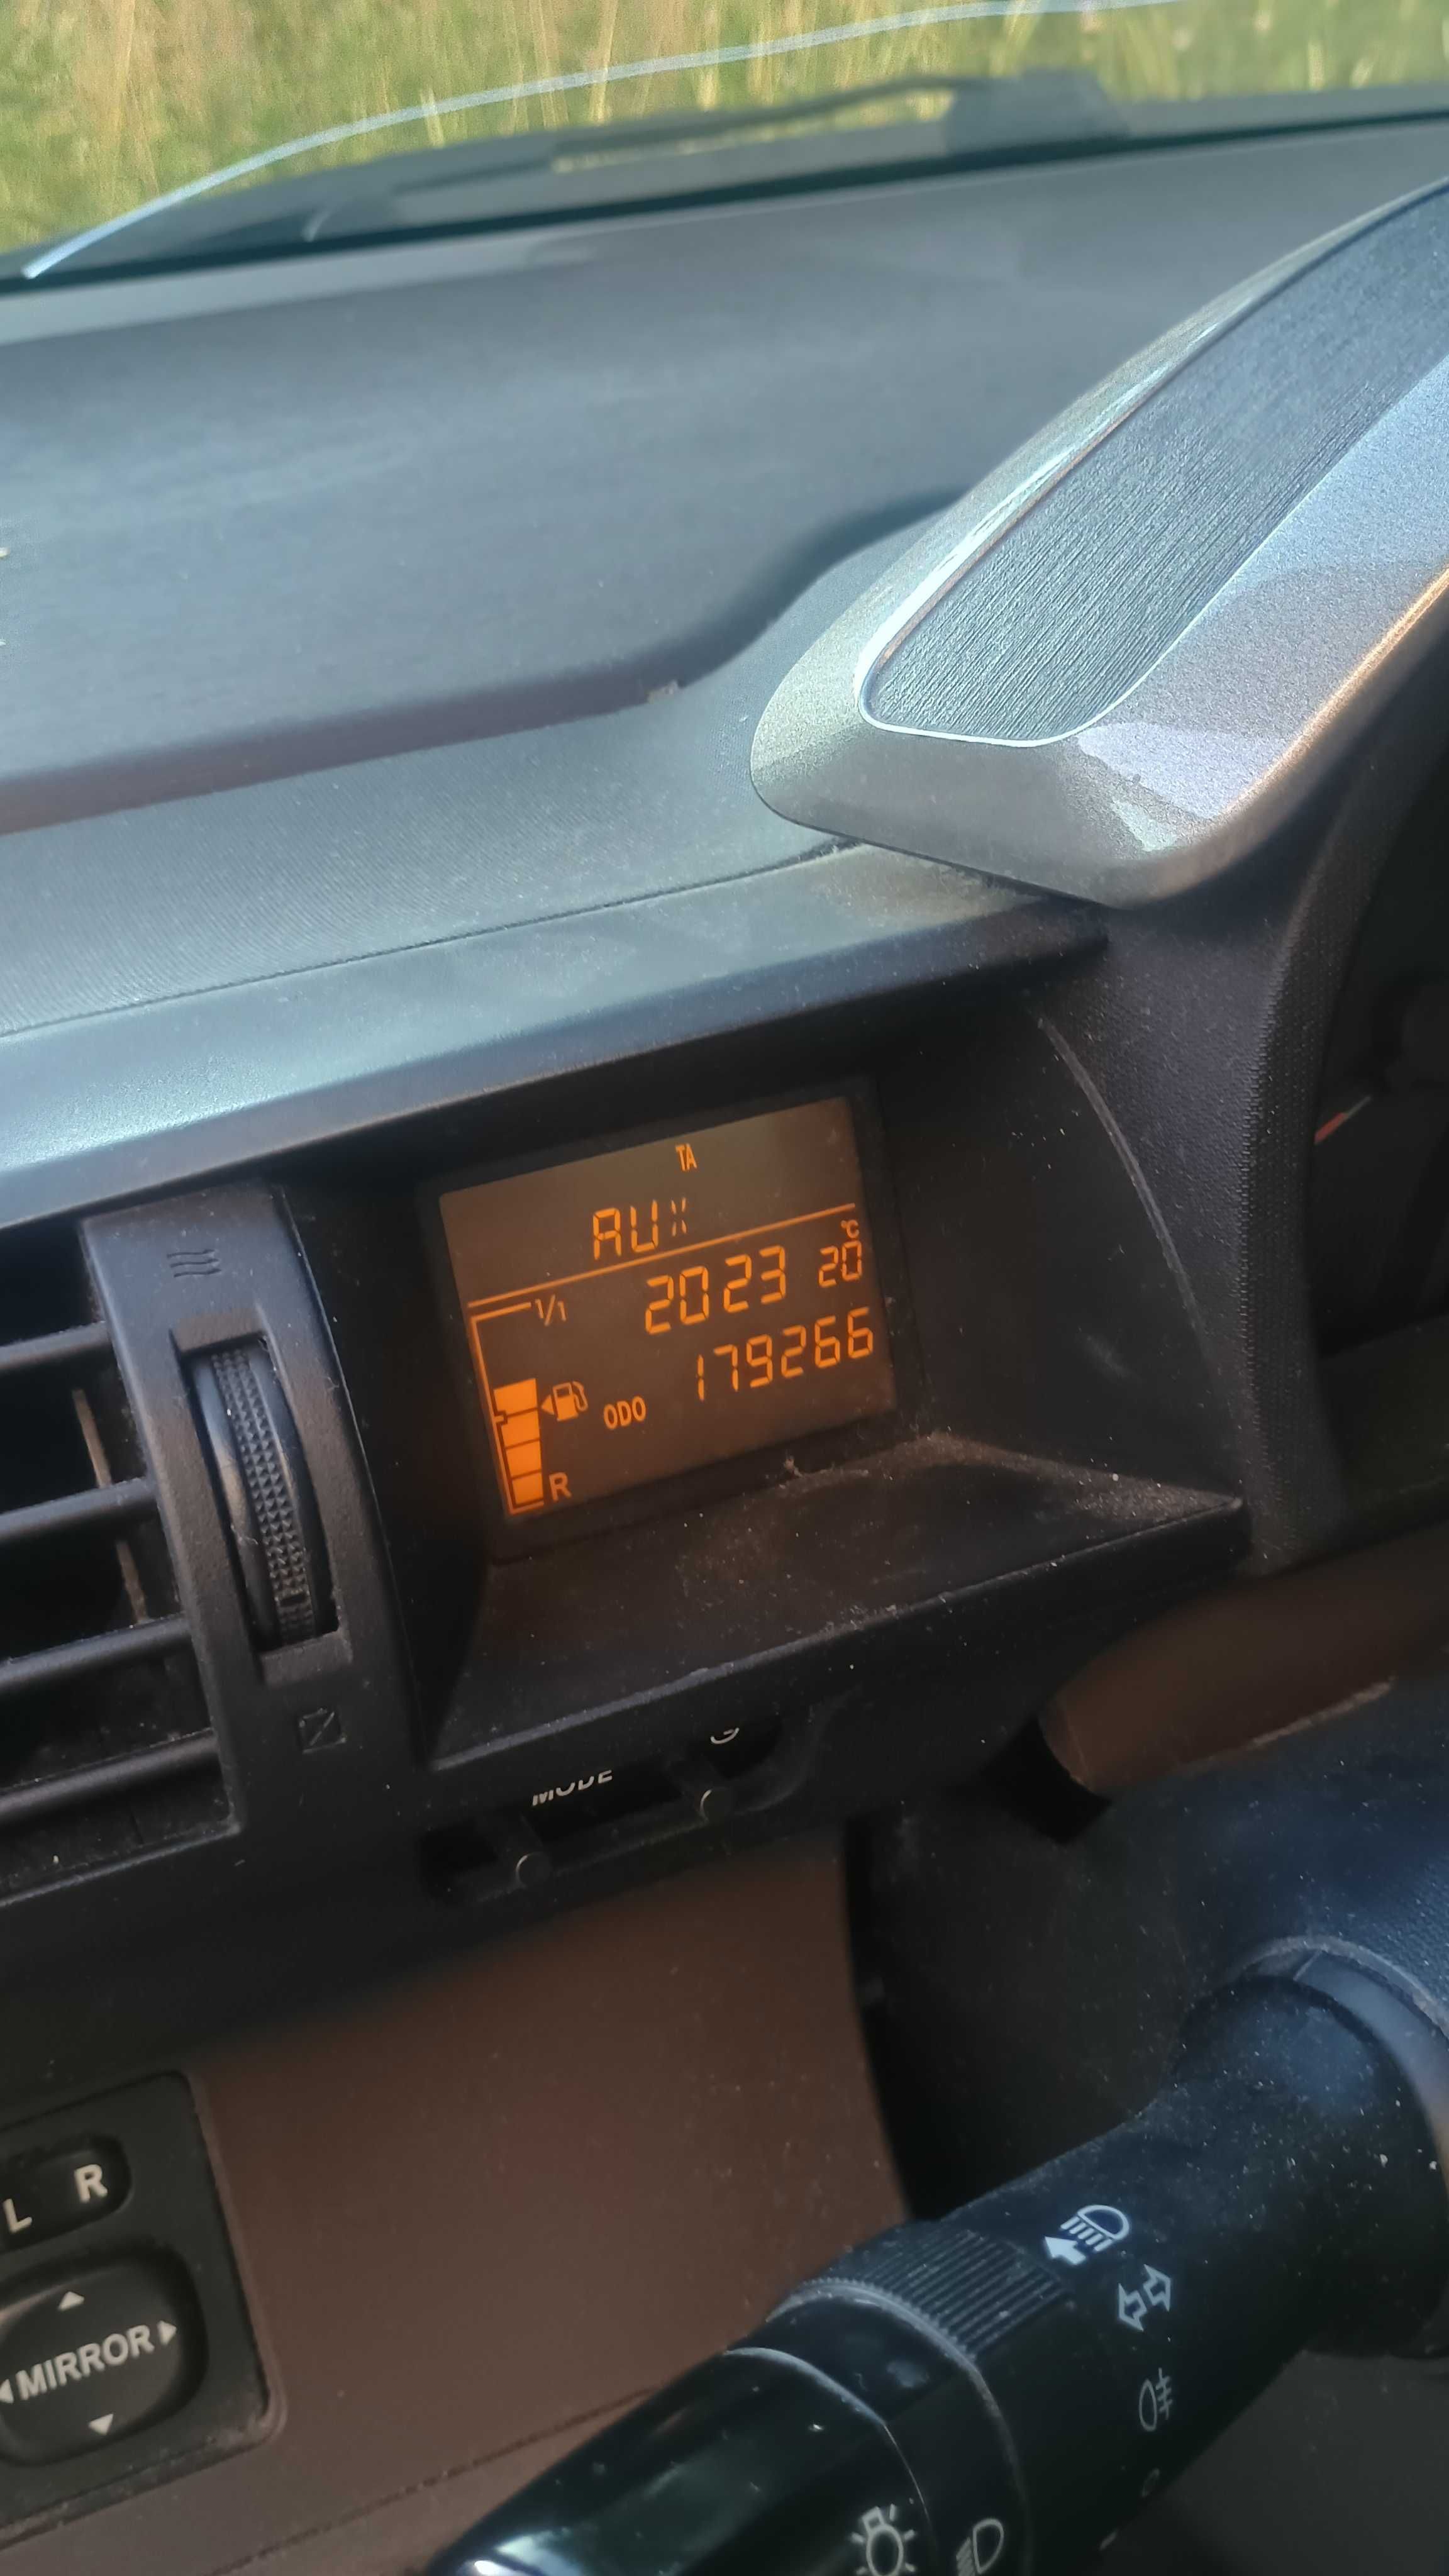 TA
AUX
°C
1/1 2023 20
ODO 179266
R
MODE
L R
MIRROR